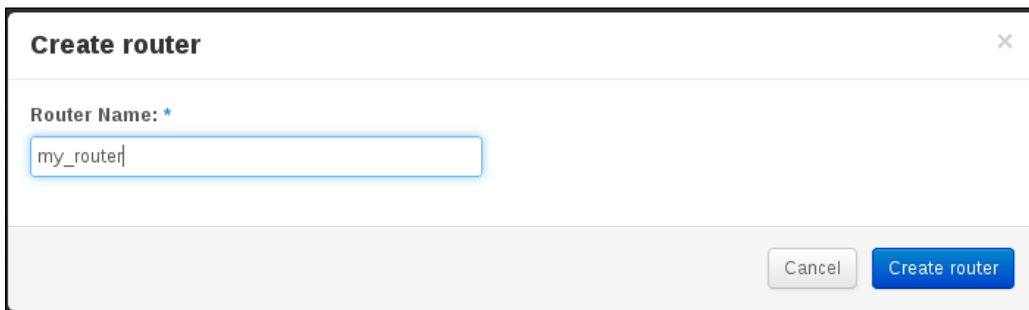 Create router
×
Router Name: *
my_router
Cancel
Create router